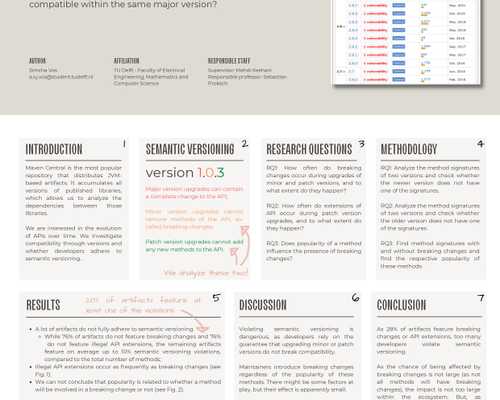 compatible within the same major version?
AUTHOR
AFFILIATION
TU Delft - Faculty of Electrical
Engineering, Mathematics and
Computer Science
RESPONSIBLE STAFF
Supervisor: Mehdi Keshani
Responsible professor: Sebastian
Proksch
INTRODUCTION
1
Maven Central is the most popular
repository that distributes JVM-
based artifacts. It accumulates all
versions of published libraries,
which allows us to analyze the
dependencies between those
libraries.
We are interested in the evolution
of APIs over time. We investigate
compatibility through versions and
whether developers adhere to
semantic versioning.
SEMANTIC VERSIONING
2
version 1.0.3
Major version upgrades can contain
a complete change to the API.
Minor version upgrades cannot
remove methods of the API, so-
called breaking changes.
Patch version upgrades cannot add
any new methods to the API.
We analyze these two!
RESEARCH QUESTIONS
3
RQ1: How often do breaking
changes occur during upgrades of
minor and patch versions, and to
what extent do they happen?
RQ2: How often do extensions of
API occur during patch version
upgrades, and to what extent do
they happen?
RQ3: Does popularity of a method
influence the presence of breaking
changes?
METHODOLOGY
4
RQ1: Analyze the method signatures
of two versions and check whether
the newer version does not have
one of the signatures.
RQ2: Analyze the method signatures
of two versions and check whether
the older version does not have one
of the signatures.
RQ3: Find method signatures with
and without breaking changes and
find the respective popularity of
these methods.
RESULTS
5
of artifacts feature at
least one of the violations
A lot of artifacts do not fully adhere to semantic versioning.
While 76% of artifacts do not feature breaking changes and
do not feature illegal API extensions, the remaining artifacts
feature on average up to 10% semantic versioning violations,
compared to the total number of methods;
Illegal API extensions occur as frequently as breaking changes (see
Fig. 1).
We can not conclude that popularity is related to whether a method
will be involved in a breaking change or not (see Fig. 2).
DISCUSSION
6
Violating semantic versioning is
dangerous, as developers rely on the
guarantee that upgrading minor or patch
versions do not break compatibility.
Maintainers introduce breaking changes
regardless of the popularity of these
methods. There might be some factors at
play, but their effect is apparently small.
CONCLUSION
7
As 28% of artifacts feature breaking
changes or API extensions, too many
developers violate semantic
versioning.
As the chance of being affected by
breaking changes is not large (as not
all methods will have breaking
changes), the impact is not too large
within the ecosystem. But, as